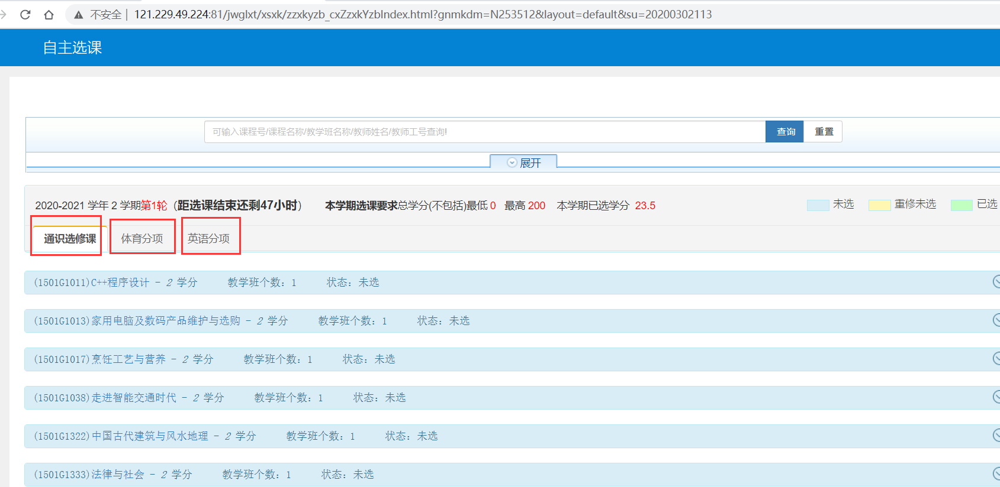 不安全 | 121.229.49.224:81/jwglxt/xsxk/zzxkyzb_cxZzxkYzbIndex.html?gnmkdm=N253512&layout=default&su=20200302113
自主选课
可输入课程号/课程名称/教学班名称/教师姓名/教师工号查询! 查询 重置
展开
2020-2021 学年 2 学期第1轮（距选课结束还剩47小时） 本学期选课要求总学分(不包括)最低 0 最高 200 本学期已选学分 23.5 未选 重修未选 已选
通识选修课 体育分项 英语分项
(1501G1011)C++程序设计 - 2 学分 教学班个数：1 状态：未选
(1501G1013)家用电脑及数码产品维护与选购 - 2 学分 教学班个数：1 状态：未选
(1501G1017)烹饪工艺与营养 - 2 学分 教学班个数：1 状态：未选
(1501G1038)走进智能交通时代 - 2 学分 教学班个数：1 状态：未选
(1501G1322)中国古代建筑与风水地理 - 2 学分 教学班个数：1 状态：未选
(1501G1333)法律与社会 - 2 学分 教学班个数：1 状态：未选